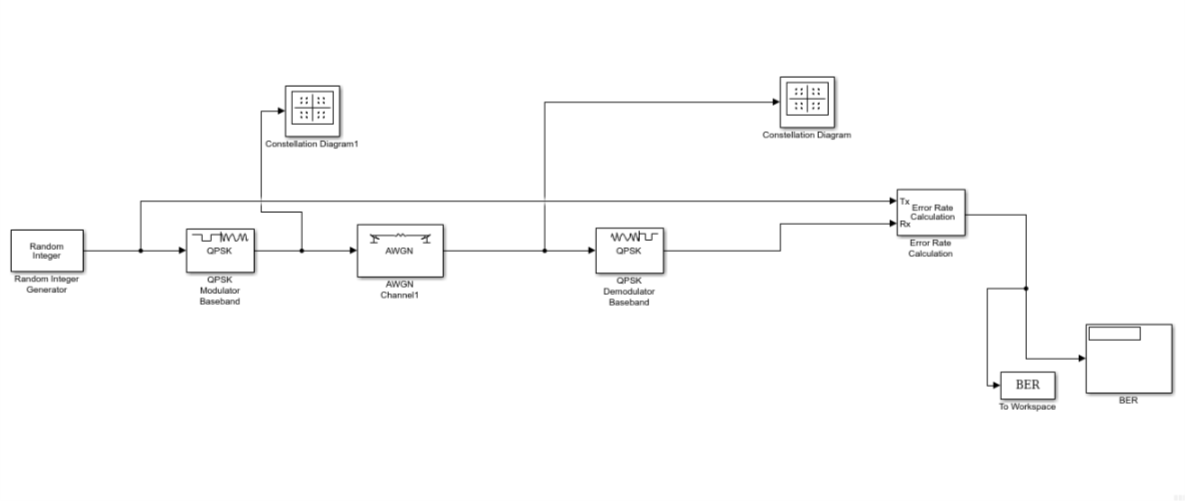 Constellation Diagram1
Constellation Diagram
Random
Integer
Random Integer
Generator
QPSK
QPSK
Modulator
Baseband
AWGN
AWGN
Channel1
QPSK
QPSK
Demodulator
Baseband
Tx
Rx
Error Rate
Calculation
Error Rate
Calculation
BER
To Workspace
BER